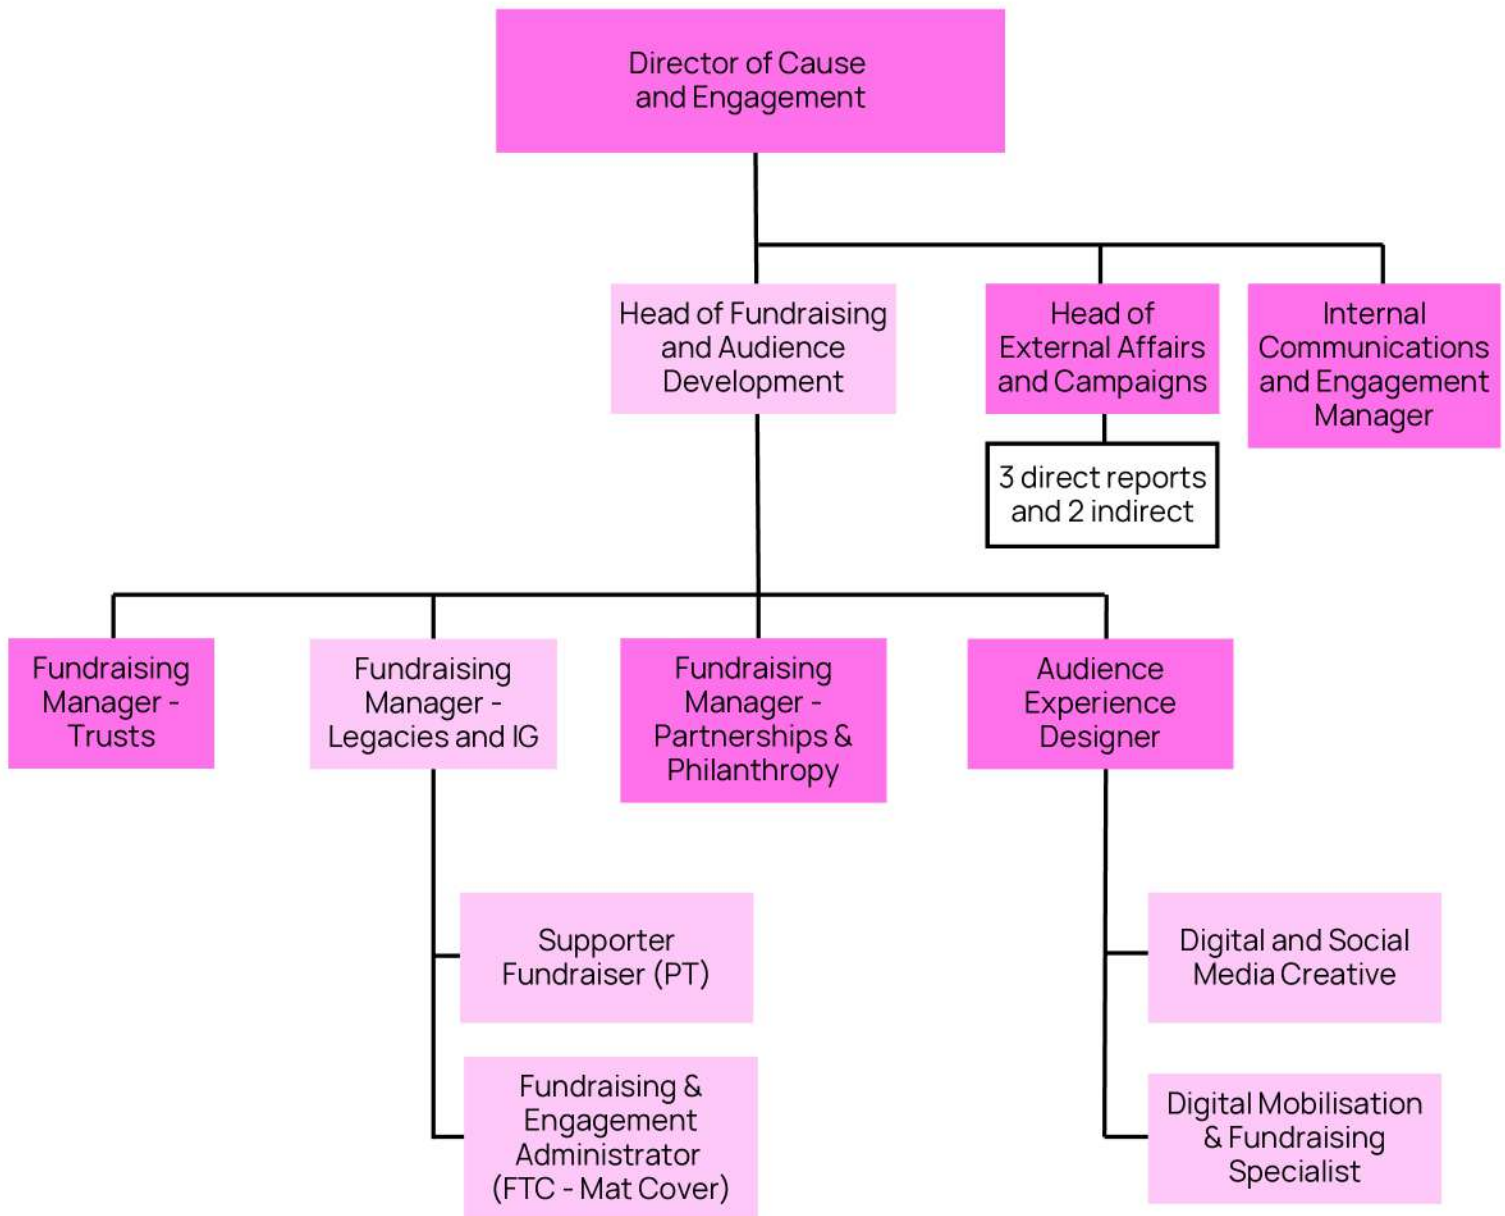 Director of Cause
and Engagement
Head of Fundraising
and Audience
Development
Head of
External Affairs
and Campaigns
Internal
Communications
and Engagement
Manager
3 direct reports
and 2 indirect
Fundraising
Manager -
Trusts
Fundraising
Manager -
Legacies and IG
Fundraising
Manager -
Partnerships &
Philanthropy
Audience
Experience
Designer
Supporter
Fundraiser (PT)
Digital and Social
Media Creative
Fundraising &
Engagement
Administrator
(FTC - Mat Cover)
Digital Mobilisation
& Fundraising
Specialist